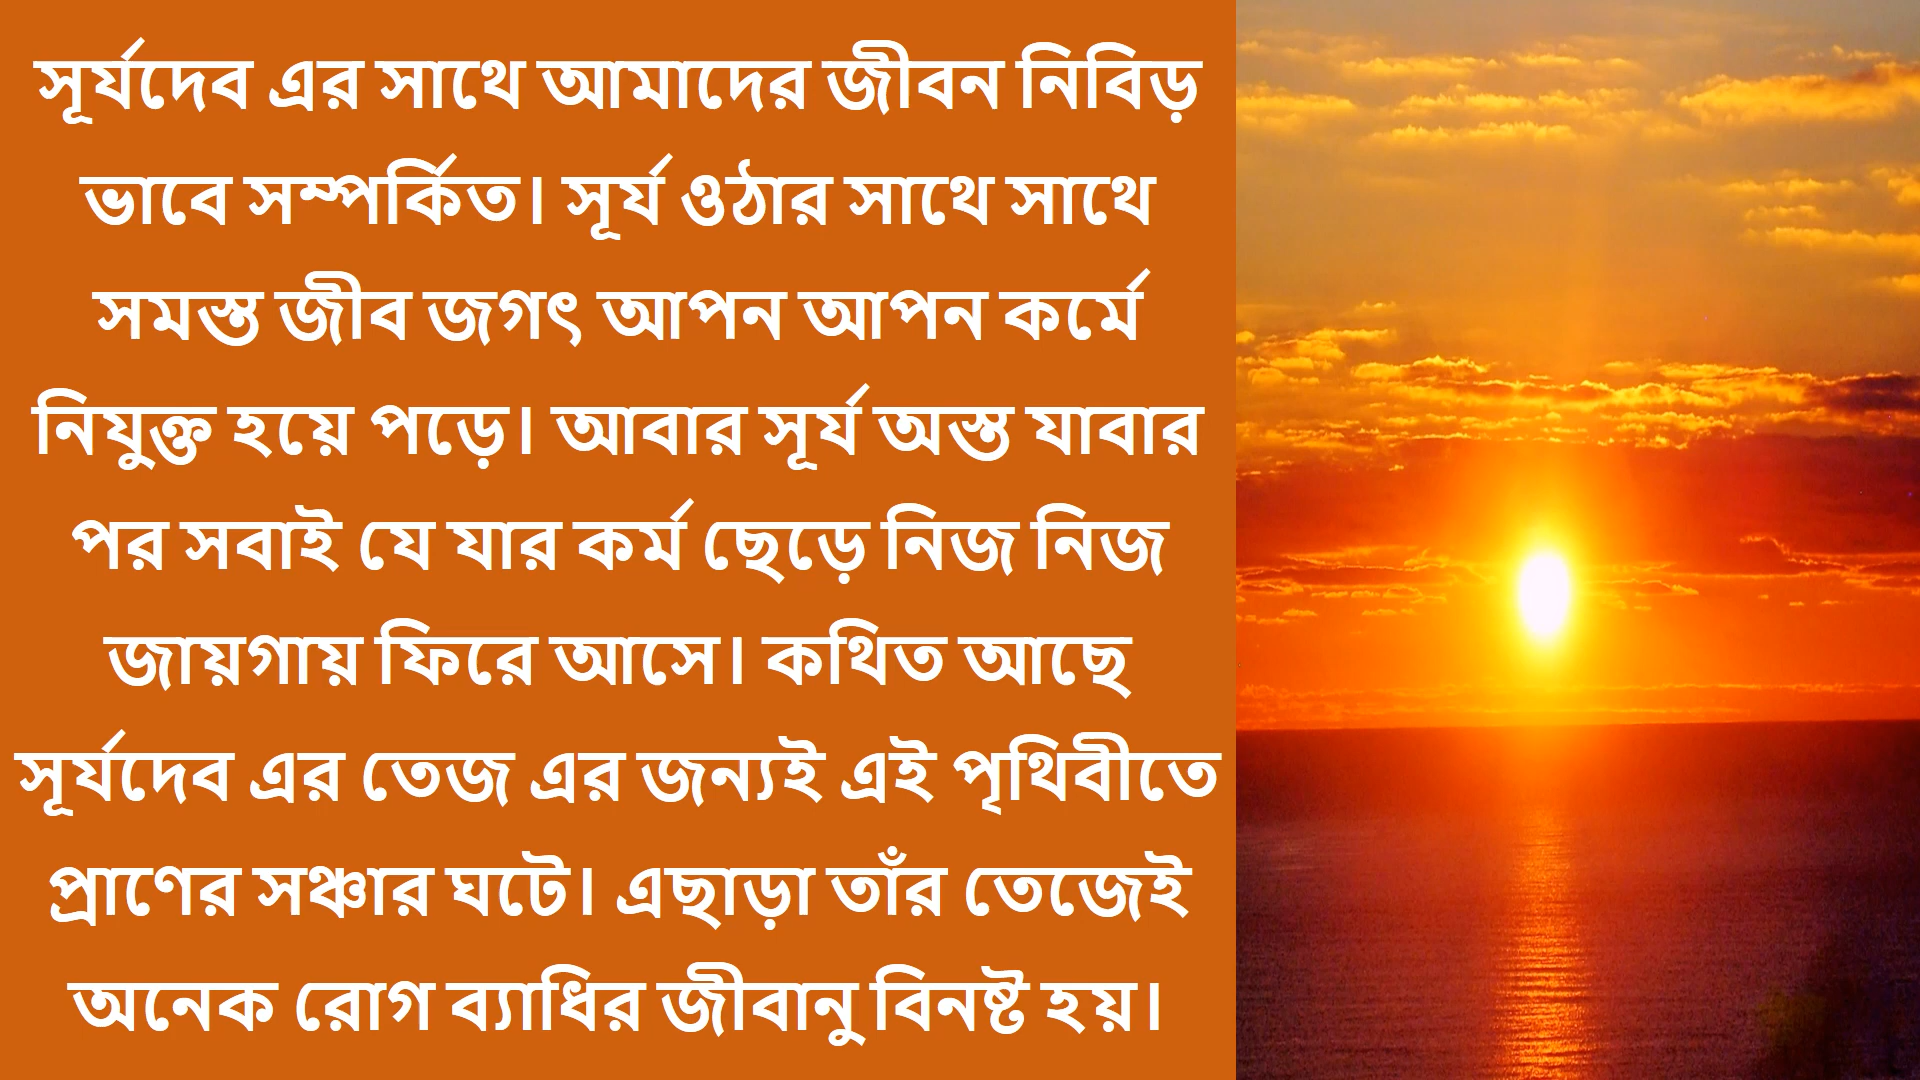 সূর্যদেব এর সাথে আমাদের জীবন নিবিড়
ভাবে সম্পর্কিত। সূর্য ওঠার সাথে সাথে
সমস্ত জীব জগৎ আপন আপন কর্মে
নিযুক্ত হয়ে পড়ে। আবার সূর্য অস্ত যাবার
পর সবাই যে যার কর্ম ছেড়ে নিজ নিজ
জায়গায় ফিরে আসে। কথিত আছে
সূর্যদেব এর তেজ এর জন্যই এই পৃথিবীতে
প্রাণের সঞ্চার ঘটে। এছাড়া তাঁর তেজেই
অনেক রোগ ব্যাধির জীবানু বিনষ্ট হয়।